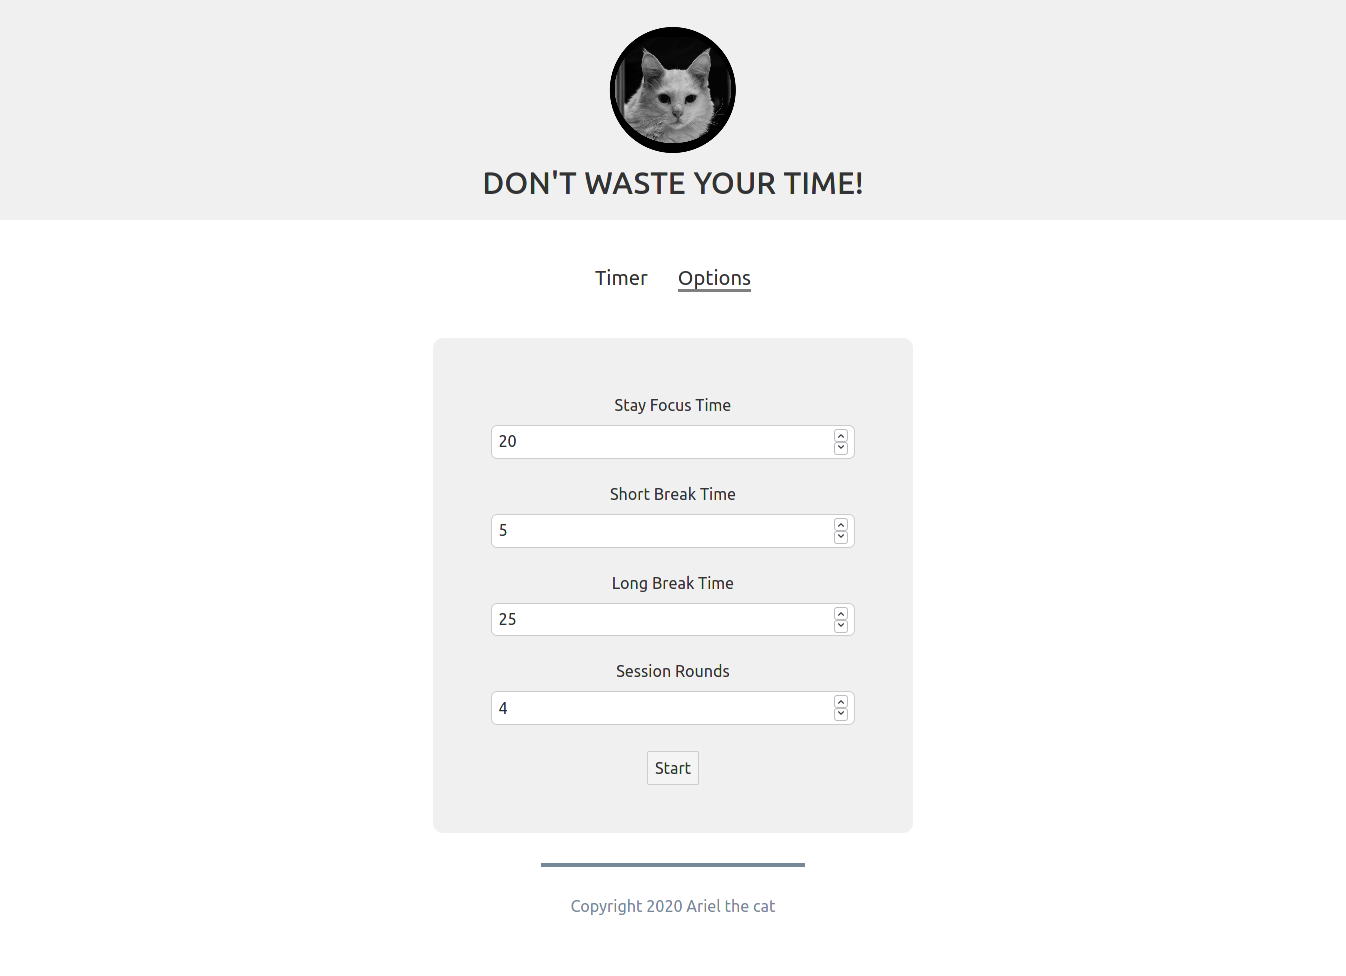 DON'T WASTE YOUR TIME!
Timer Options
Stay Focus Time
20
Short Break Time
5
Long Break Time
25
Session Rounds
4
Start
Copyright 2020 Ariel the cat